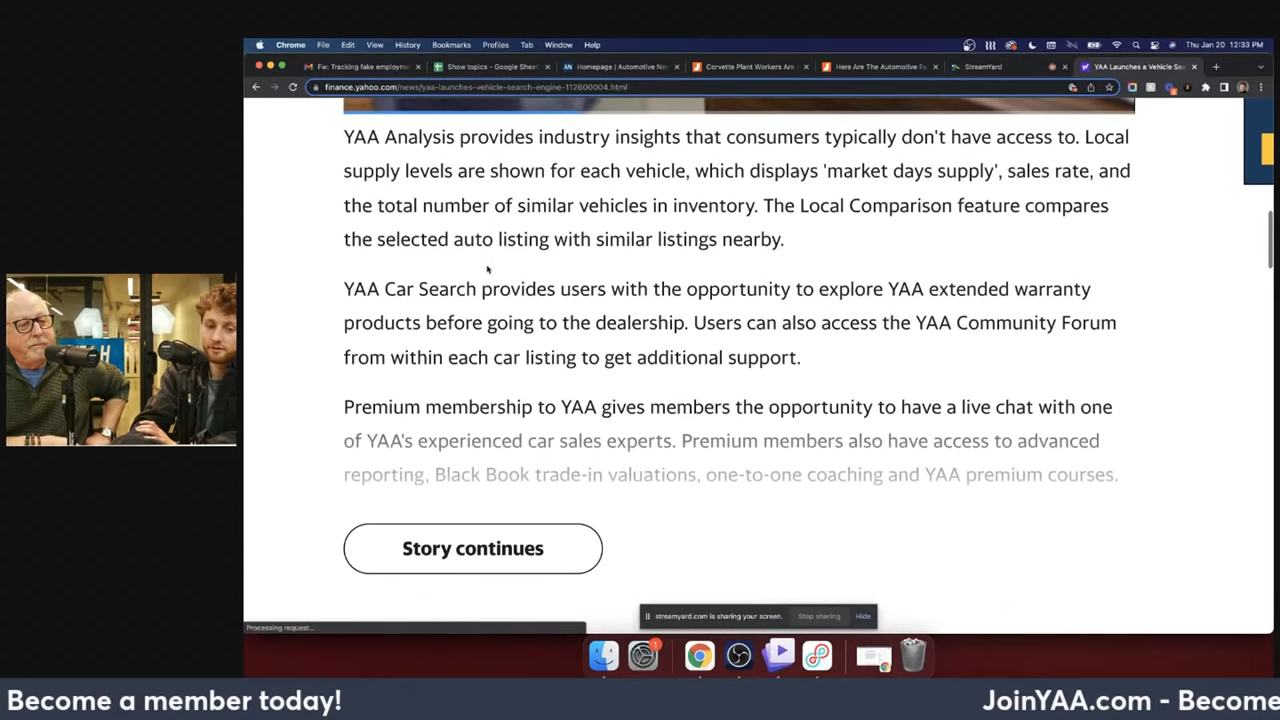 Chrome File Edit View History Bookmarks Profiles Tab Window Help Thu Jan 20 12:33 PM
Fw: Tracking fake employm Show topics - Google Sheet Homepage | Automotive Ne Corvette Plant Workers Are Here Are The Automotive F StreamYard YAA Launches a Vehicle Sea
finance.yahoo.com/news/yaa-launches-vehicle-search-engine-112600004.html
YAA Analysis provides industry insights that consumers typically don't have access to. Local
supply levels are shown for each vehicle, which displays 'market days supply', sales rate, and
the total number of similar vehicles in inventory. The Local Comparison feature compares
the selected auto listing with similar listings nearby.
YAA Car Search provides users with the opportunity to explore YAA extended warranty
products before going to the dealership. Users can also access the YAA Community Forum
from within each car listing to get additional support.
Premium membership to YAA gives members the opportunity to have a live chat with one
of YAA's experienced car sales experts. Premium members also have access to advanced
reporting, Black Book trade-in valuations, one-to-one coaching and YAA premium courses.
Story continues
streamyard.com is sharing your screen. Stop sharing Hide
Processing request...
1
Become a member today! JoinYAA.com - Become